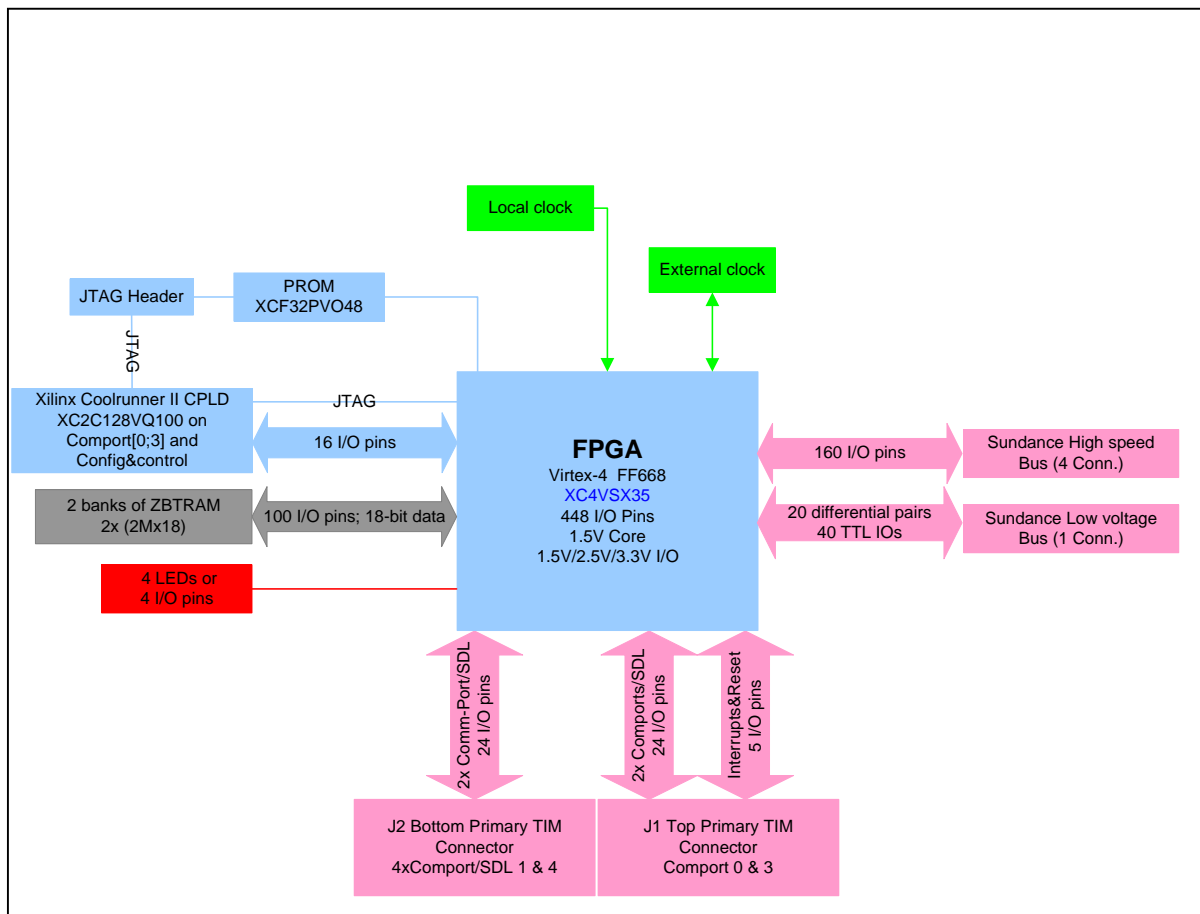 Local clock
External clock
JTAG Header
PROM
XCF32PVO48
JTAG
Xilinx Coolrunner II CPLD
XC2C128VQ100 on
Comport[0;3] and
Config&control
JTAG
16 I/O pins
2 banks of ZBTRAM
2x (2Mx18)
100 I/O pins; 18-bit data
4 LEDs or
4 I/O pins
FPGA
Virtex-4 FF668
XC4VSX35
448 I/O Pins
1.5V Core
1.5V/2.5V/3.3V I/O
160 I/O pins
Sundance High speed
Bus (4 Conn.)
20 differential pairs
40 TTL IOs
Sundance Low voltage
Bus (1 Conn.)
2x Comm-Port/SDL
24 I/O pins
2x Comports/SDL
24 I/O pins
Interrupts&Reset
5 I/O pins
J2 Bottom Primary TIM
Connector
4xComport/SDL 1 & 4
J1 Top Primary TIM
Connector
Comport 0 & 3